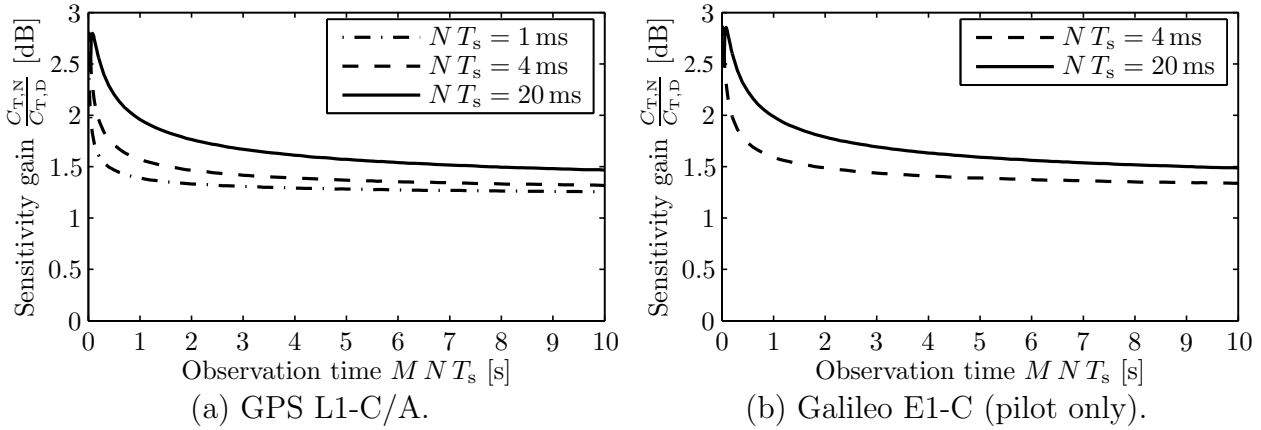 3
2.5
2
1.5
1
0.5
0
Sensitivity gain C_T,N / C_T,D [dB]
N T_s = 1 ms
N T_s = 4 ms
N T_s = 20 ms
0 1 2 3 4 5 6 7 8 9 10
Observation time M N T_s [s]
(a) GPS L1-C/A.
3
2.5
2
1.5
1
0.5
0
Sensitivity gain C_T,N / C_T,D [dB]
N T_s = 4 ms
N T_s = 20 ms
0 1 2 3 4 5 6 7 8 9 10
Observation time M N T_s [s]
(b) Galileo E1-C (pilot only).